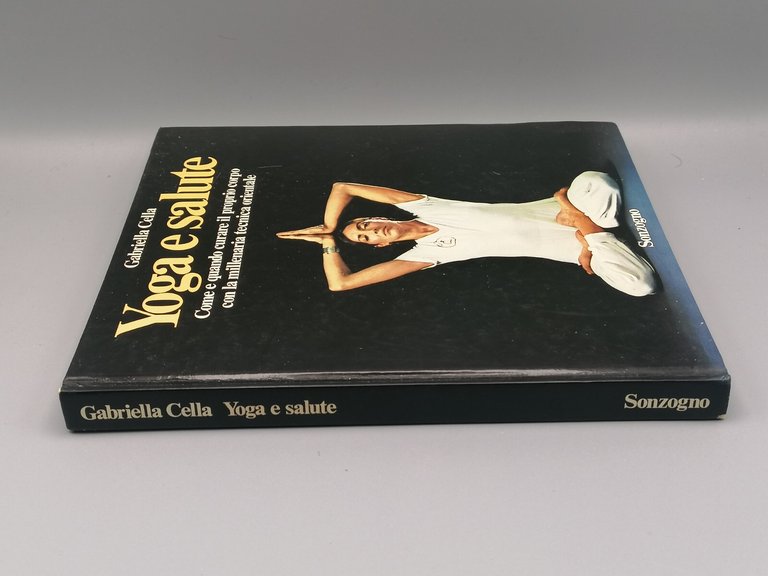 Gabriella Cella
Yoga e salute
Come e quando curare il proprio corpo
con la millenaria tecnica orientale
Sonzogno
Gabriella Cella Yoga e salute Sonzogno